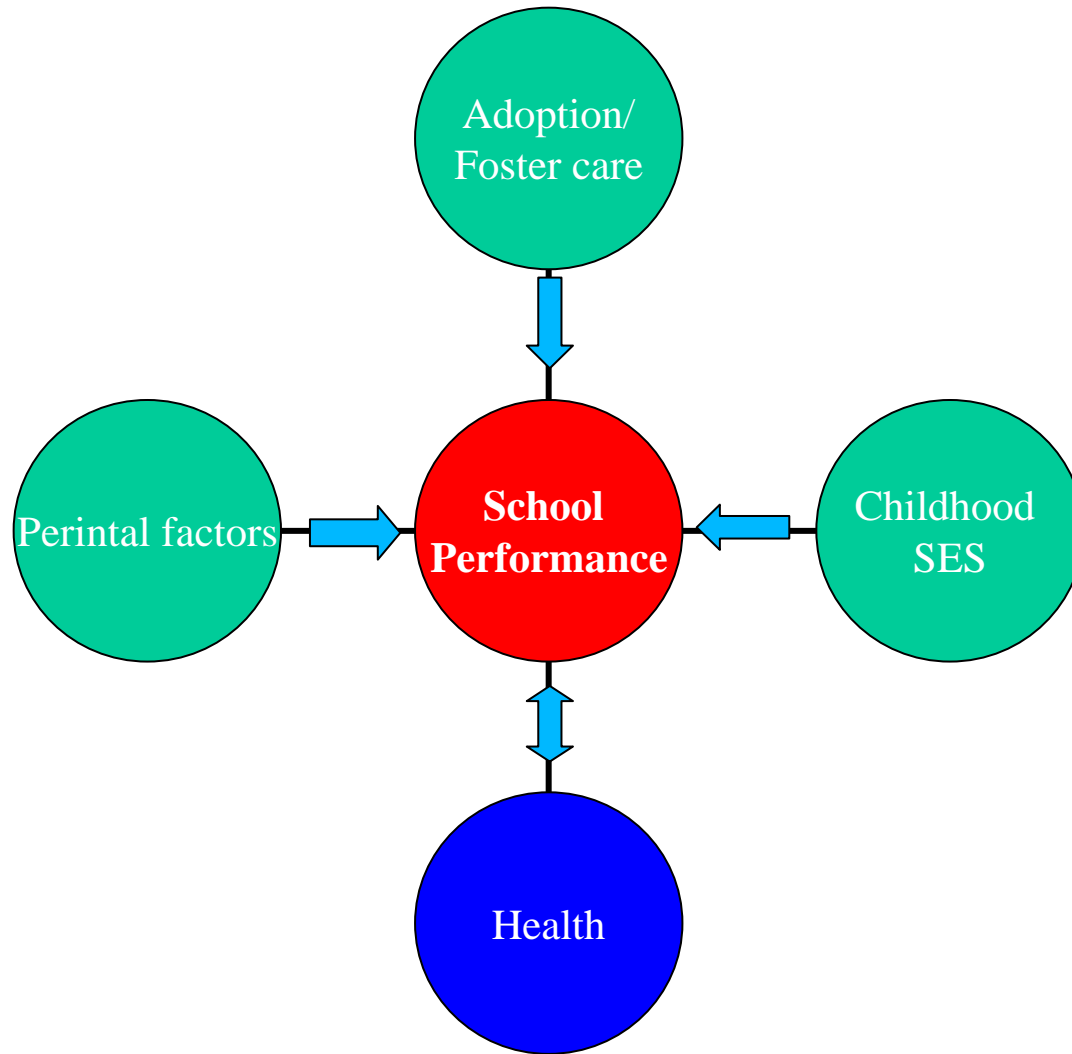 Adoption/
Foster care
Perintal factors
School
Performance
Childhood
SES
Health